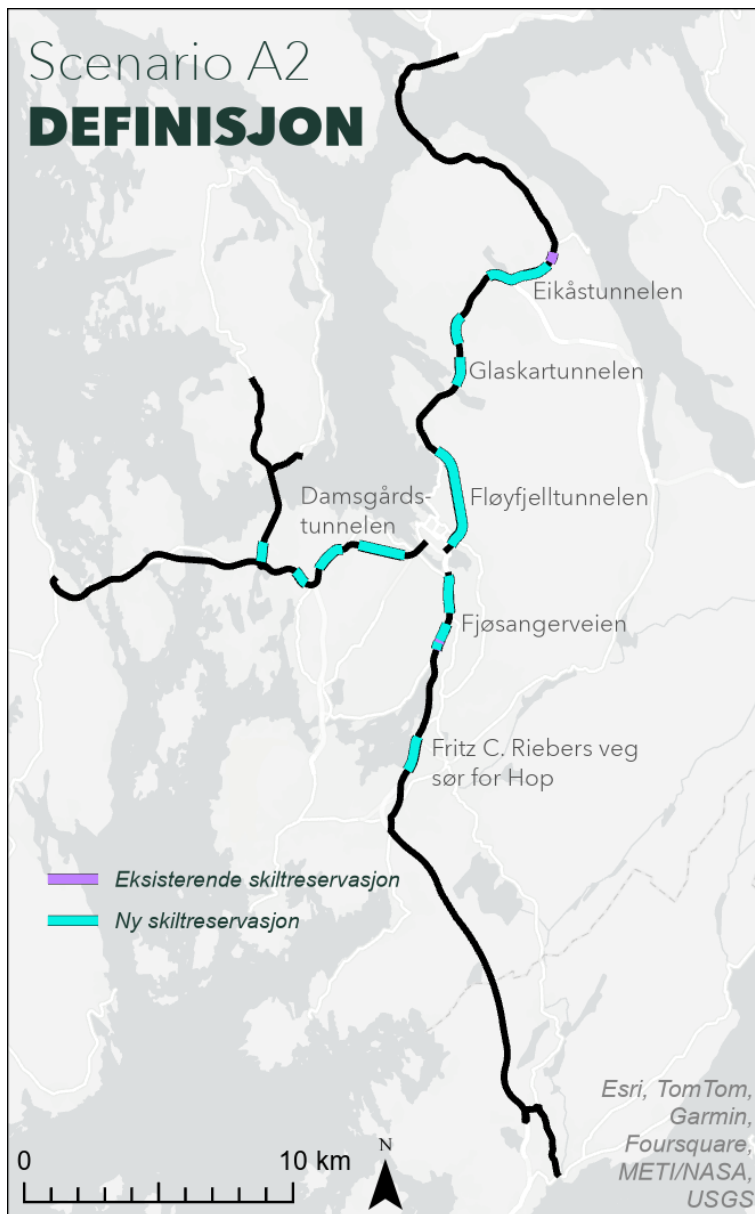 Scenario A2
DEFINISJON
Eikåstunnelen
Glaskartunnelen
Damsgårds-
tunnelen
Fløyfjelltunnelen
Fjøsangerveien
Fritz C. Riebers veg
sør for Hop
Eksisterende skiltreservasjon
Ny skiltreservasjon
Esri, TomTom,
Garmin,
Foursquare,
METI/NASA,
USGS
0 10 km
N